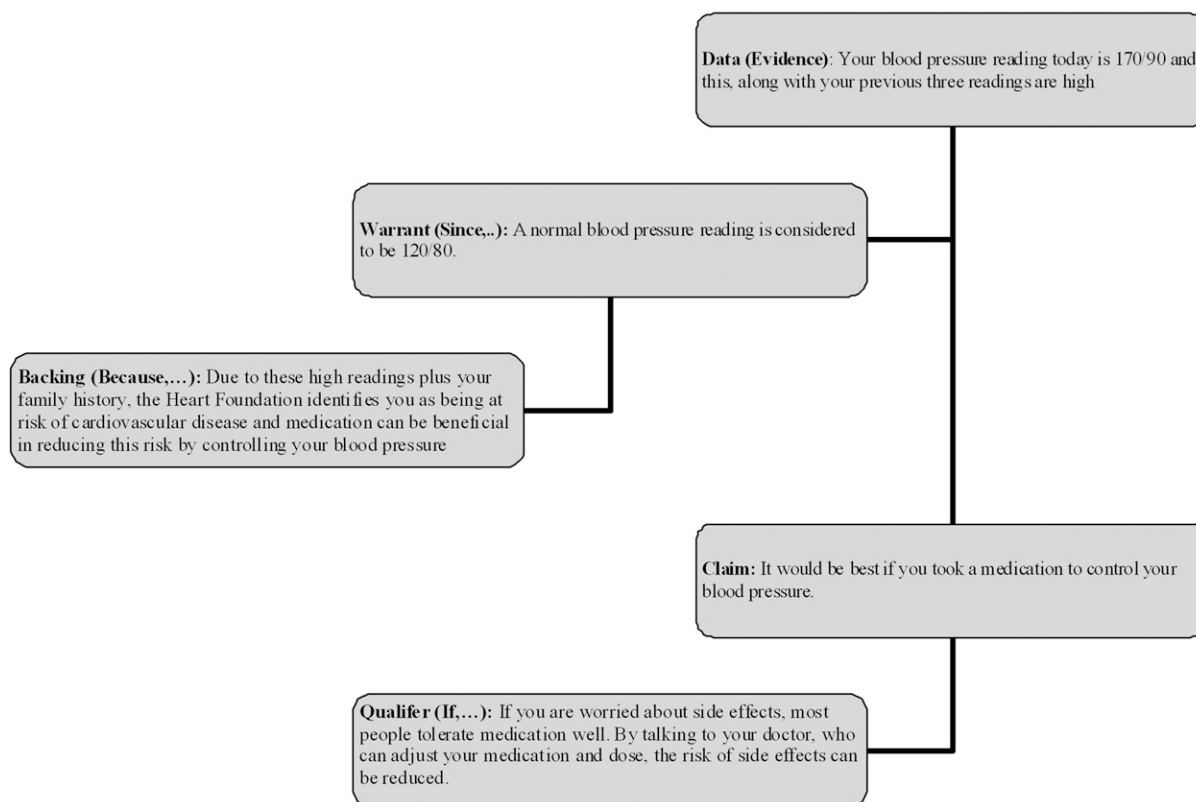 Data (Evidence): Your blood pressure reading today is 170/90 and
this, along with your previous three readings are high
Warrant (Since,..): A normal blood pressure reading is considered
to be 120/80.
Backing (Because,…): Due to these high readings plus your
family history, the Heart Foundation identifies you as being at
risk of cardiovascular disease and medication can be beneficial
in reducing this risk by controlling your blood pressure
Claim: It would be best if you took a medication to control your
blood pressure.
Qualifer (If,…): If you are worried about side effects, most
people tolerate medication well. By talking to your doctor, who
can adjust your medication and dose, the risk of side effects can
be reduced.